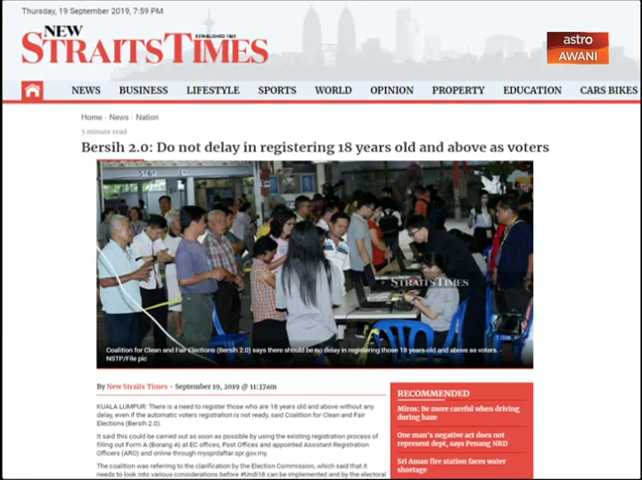 Thursday, 19 September 2019, 7:59 PM
NEW
STRAITS TIMES
ESTABLISHED 1845
astro
AWANI
NEWS BUSINESS LIFESTYLE SPORTS WORLD OPINION PROPERTY EDUCATION CARS BIKES
Home › News › Nation
5 minute read
Bersih 2.0: Do not delay in registering 18 years old and above as voters
NEW STRAITS TIMES
Coalition for Clean and Fair Elections (Bersih 2.0) says there should be no delay in registering those 18 years-old and above as voters. -
NSTP/File pic
By New Straits Times - September 19, 2019 @ 11:37am
KUALA LUMPUR: There is a need to register those who are 18 years old and above without any
delay, even if the automatic voters registration is not ready, said Coalition for Clean and Fair
Elections (Bersih 2.0).
It said this could be carried out as soon as possible by using the existing registration process of
filling out Form A (Borang A) at EC offices, Post Offices and appointed Assistant Registration
Officers (ARO) and online through mysprdaftar.spr.gov.my.
The coalition was referring to the clarification by the Election Commission, which said that it
needs to look into various considerations before #Undi18 can be implemented and by the electoral
RECOMMENDED
Miros: Be more careful when driving
during haze
One man's negative act does not
represent dept, says Penang NRD
Sri Aman fire station faces water
shortage